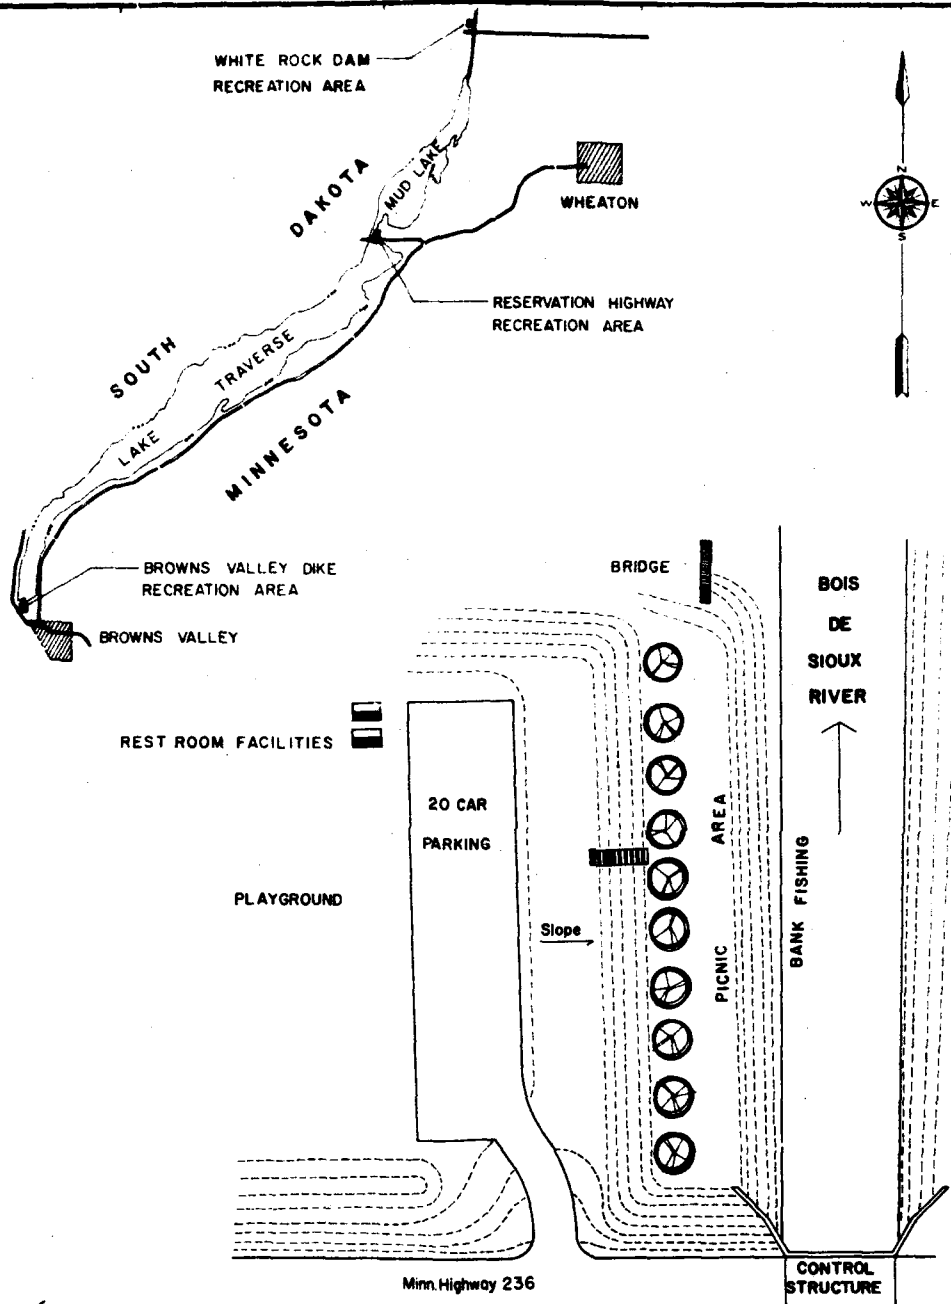 WHITE ROCK DAM
RECREATION AREA
DAKOTA
MUD LAKE
WHEATON
N
W
E
S
RESERVATION HIGHWAY
RECREATION AREA
SOUTH
TRAVERSE
LAKE
MINNESOTA
BROWNS VALLEY DIKE
RECREATION AREA
BROWNS VALLEY
BRIDGE
BOIS
DE
SIOUX
RIVER
REST ROOM FACILITIES
20 CAR
PARKING
AREA
PICNIC
BANK FISHING
PLAYGROUND
Slope
Minn. Highway 236
CONTROL
STRUCTURE